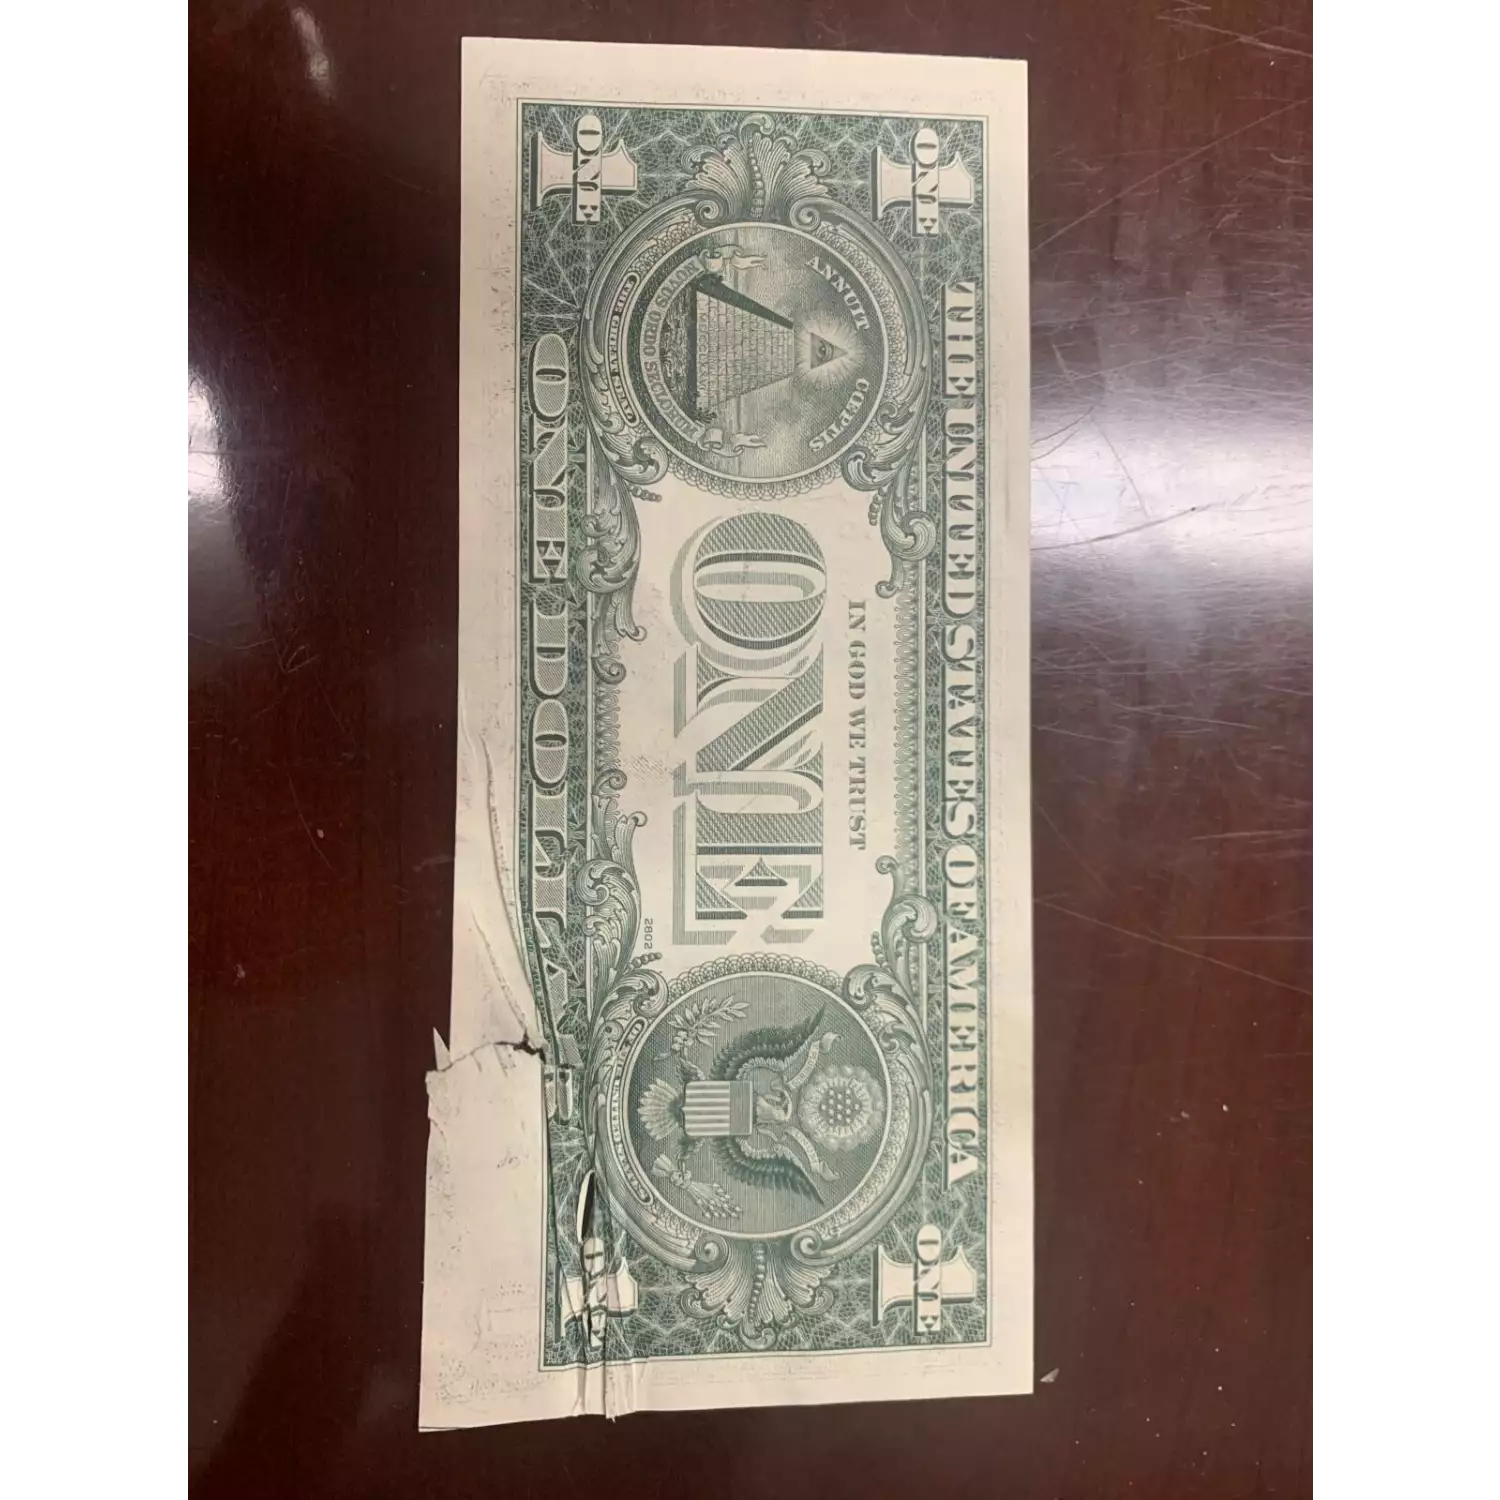 THE UNITED STATES OF AMERICA
ONE
ONE
ANNUIT COEPTIS
NOVUS ORDO SECLORUM
IN GOD WE TRUST
ONE
2802
ONE
ONE
ONE DOLLAR